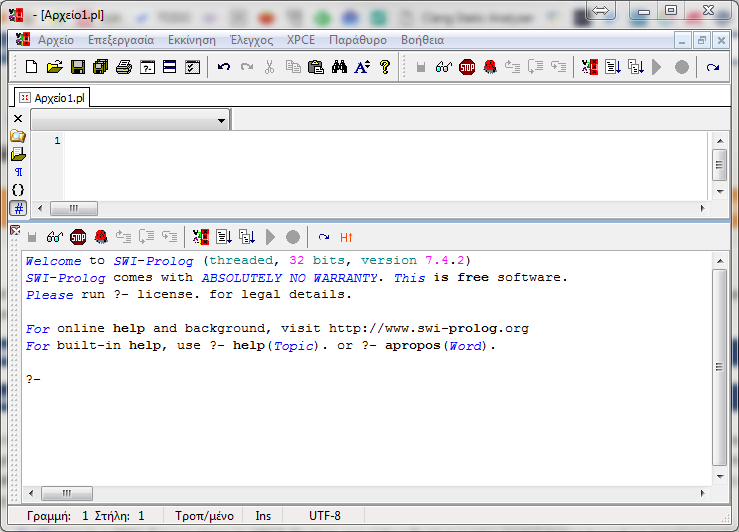 - [Αρχείο1.pl]
Αρχείο Επεξεργασία Εκκίνηση Έλεγχος XPCE Παράθυρο Βοήθεια
Αρχείο1.pl
1
Welcome to SWI-Prolog (threaded, 32 bits, version 7.4.2)
SWI-Prolog comes with ABSOLUTELY NO WARRANTY. This is free software.
Please run ?- license. for legal details.
For online help and background, visit http://www.swi-prolog.org
For built-in help, use ?- help(Topic). or ?- apropos(Word).
?-
Γραμμή: 1 Στήλη: 1 Τροπ/μένο Ins UTF-8